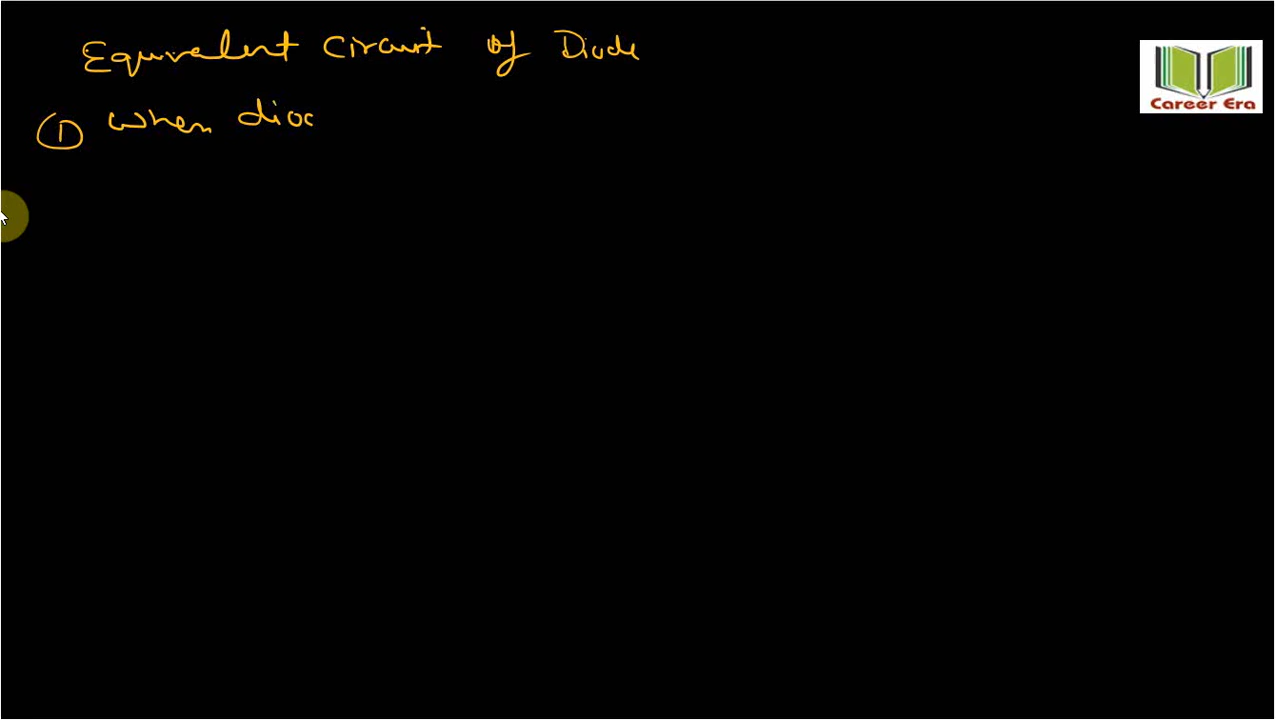 Equivalent Circuit of Diode
① When dioc
Career Era